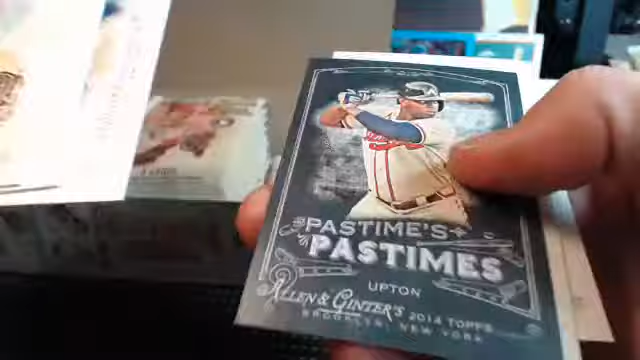 PASTIME'S
PASTIMES
UPTON
ALLEN & GINTER'S 2014 TOPPS
BROOKLYN, NEW YORK